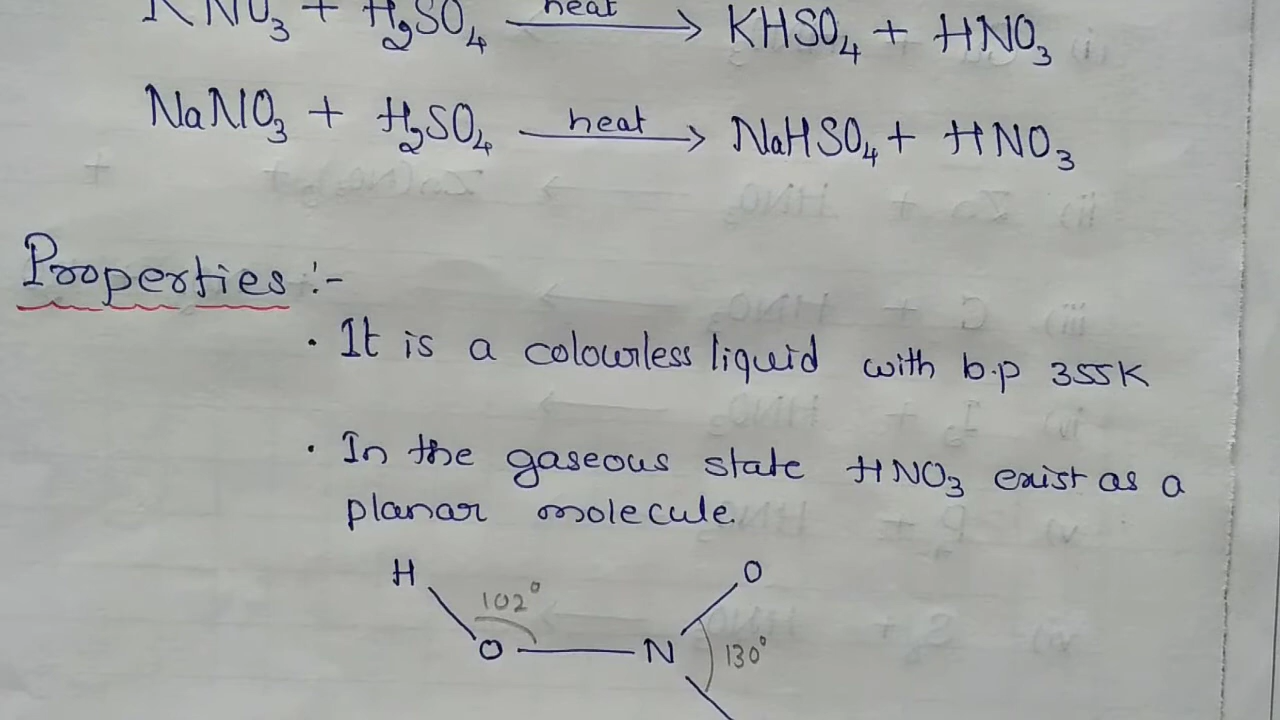 KNO₃ + H₂SO₄ heat → KHSO₄ + HNO₃
NaNO₃ + H₂SO₄ heat → NaHSO₄ + HNO₃
Properties :-
· It is a colourless liquid with b.p 355K
· In the gaseous state HNO₃ exist as a
planar molecule.
H O
102°
O N 130°